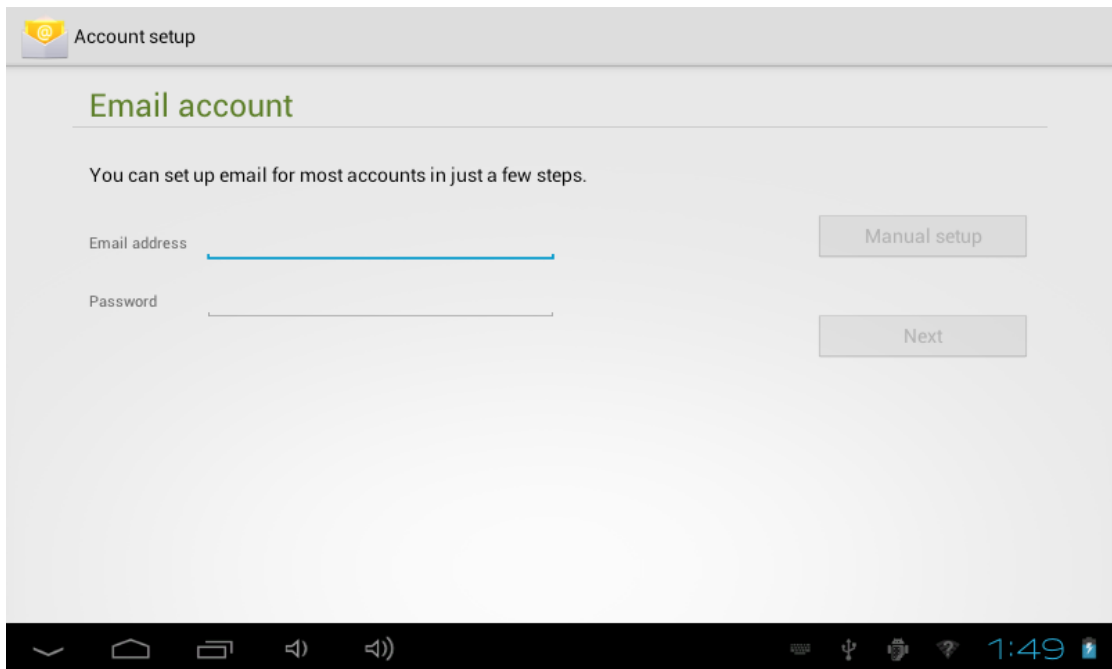 Account setup
Email account
You can set up email for most accounts in just a few steps.
Email address
Manual setup
Password
Next
1:49